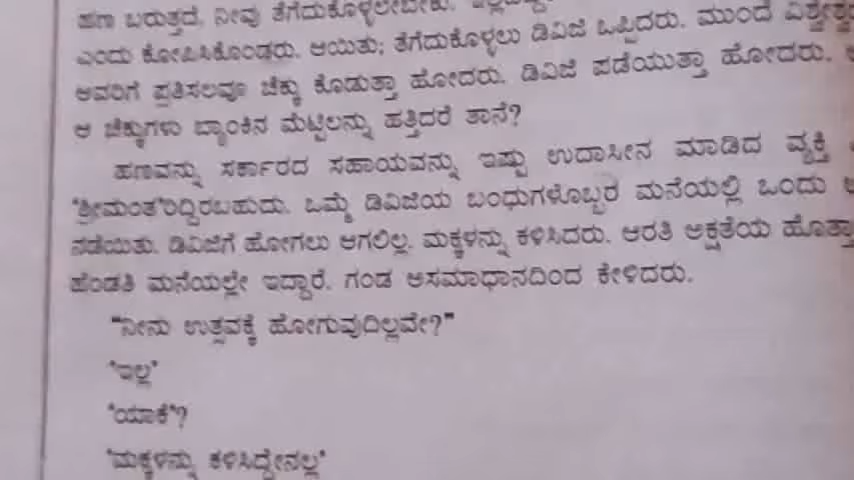 ಹಣ ಬರುತ್ತದೆ. ನೀವು ತೆಗೆದುಕೊಳ್ಳಲೇಬೇಕು.
ಎಂದು ಕೋಪಿಸಿಕೊಂಡರು. ಆಯಿತು; ತೆಗೆದುಕೊಳ್ಳಲು ಡಿವಿಜಿ ಒಪ್ಪಿದರು. ಮುಂದೆ
ಅವರಿಗೆ ಪ್ರತಿಸಲವೂ ಚೆಕ್ಕು ಕೊಡುತ್ತಾ ಹೋದರು. ಡಿವಿಜಿ ಪಡೆಯುತ್ತಾ ಹೋದರು.
ಆ ಚೆಕ್ಕುಗಳು ಬ್ಯಾಂಕಿನ ಮೆಟ್ಟಿಲನ್ನು ಹತ್ತಿದರೆ ತಾನೆ?
ಹಣವನ್ನು ಸರ್ಕಾರದ ಸಹಾಯವನ್ನು ಇಷ್ಟು ಉದಾಸೀನ ಮಾಡಿದ ವ್ಯಕ್ತಿ
'ಶ್ರೀಮಂತ'ರಿದ್ದಿರಬಹುದು. ಒಮ್ಮೆ ಡಿವಿಜಿಯ ಬಂಧುಗಳೊಬ್ಬರ ಮನೆಯಲ್ಲಿ ಒಂದು
ನಡೆಯಿತು. ಡಿವಿಜಿಗೆ ಹೋಗಲು ಆಗಲಿಲ್ಲ. ಮಕ್ಕಳನ್ನು ಕಳಿಸಿದರು. ಆರತಿ ಅಕ್ಷತೆಯ
ಹೆಂಡತಿ ಮನೆಯಲ್ಲೇ ಇದ್ದಾರೆ. ಗಂಡ ಅಸಮಾಧಾನದಿಂದ ಕೇಳಿದರು.
"ನೀನು ಉತ್ಸವಕ್ಕೆ ಹೋಗುವುದಿಲ್ಲವೇ?"
'ಇಲ್ಲ'
'ಯಾಕೆ'?
'ಮಕ್ಕಳನ್ನು ಕಳಿಸಿದ್ದೇನಲ್ಲ'